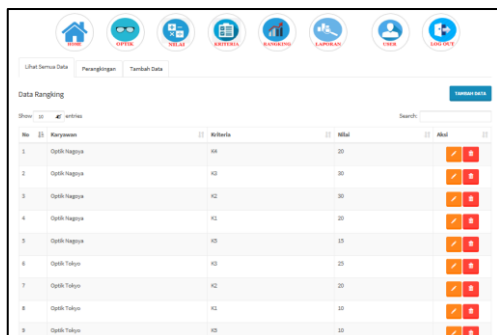 HOME OPTIK NILAI KRITERIA RANGKING LAPORAN USER LOG OUT
Lihat Semua Data Perangkingan Tambah Data
Data Rangking TAMBAH DATA
Show 10 entries Search:
No Karyawan Kriteria Nilai Aksi
1 Optik Nagoya K4 20
2 Optik Nagoya K3 30
3 Optik Nagoya K2 30
4 Optik Nagoya K1 20
5 Optik Nagoya K5 15
6 Optik Tokyo K3 25
7 Optik Tokyo K2 20
8 Optik Tokyo K1 10
9 Optik Tokyo K5 10